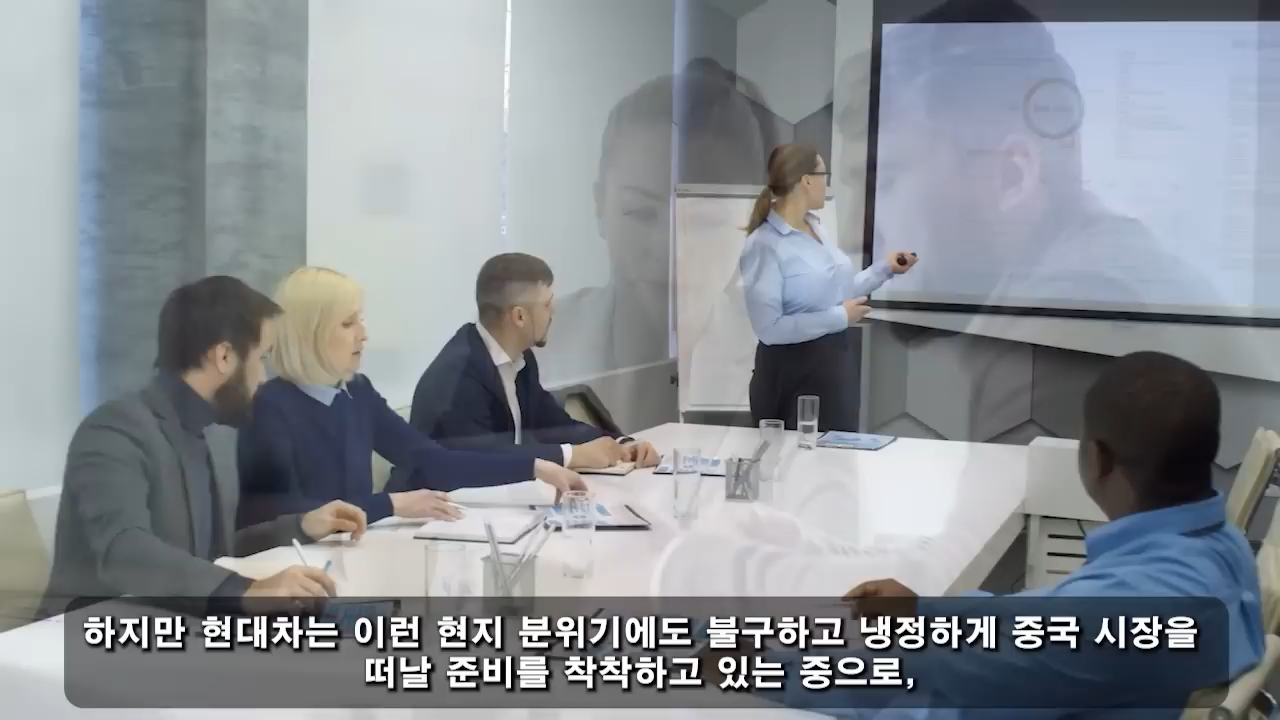 하지만 현대차는 이런 현지 분위기에도 불구하고 냉정하게 중국 시장을
떠날 준비를 착착하고 있는 중으로,